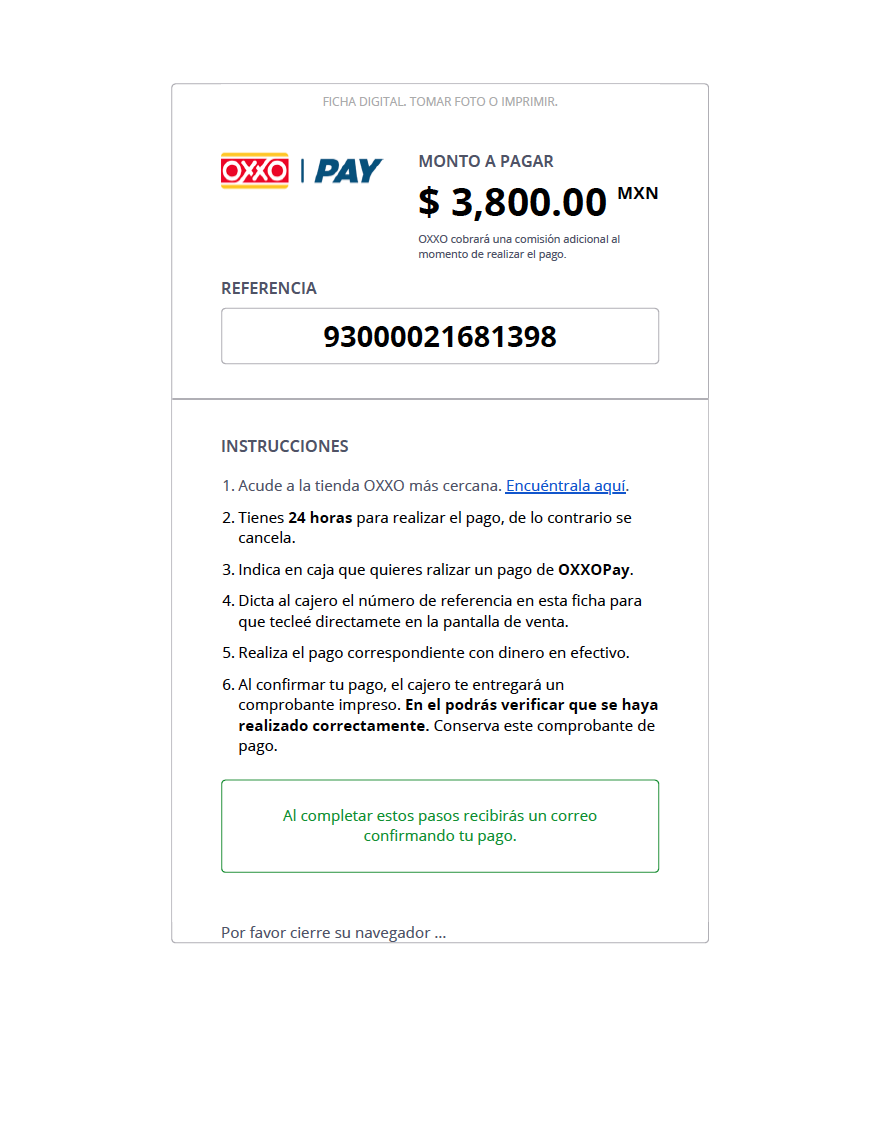 FICHA DIGITAL. TOMAR FOTO O IMPRIMIR.
OXXO PAY
MONTO A PAGAR
$ 3,800.00 MXN
OXXO cobrará una comisión adicional al
momento de realizar el pago.
REFERENCIA
93000021681398
INSTRUCCIONES
1. Acude a la tienda OXXO más cercana. Encuéntrala aquí.
2. Tienes 24 horas para realizar el pago, de lo contrario se
cancela.
3. Indica en caja que quieres ralizar un pago de OXXOPay.
4. Dicta al cajero el número de referencia en esta ficha para
que tecleé directamete en la pantalla de venta.
5. Realiza el pago correspondiente con dinero en efectivo.
6. Al confirmar tu pago, el cajero te entregará un
comprobante impreso. En el podrás verificar que se haya
realizado correctamente. Conserva este comprobante de
pago.
Al completar estos pasos recibirás un correo
confirmando tu pago.
Por favor cierre su navegador ...